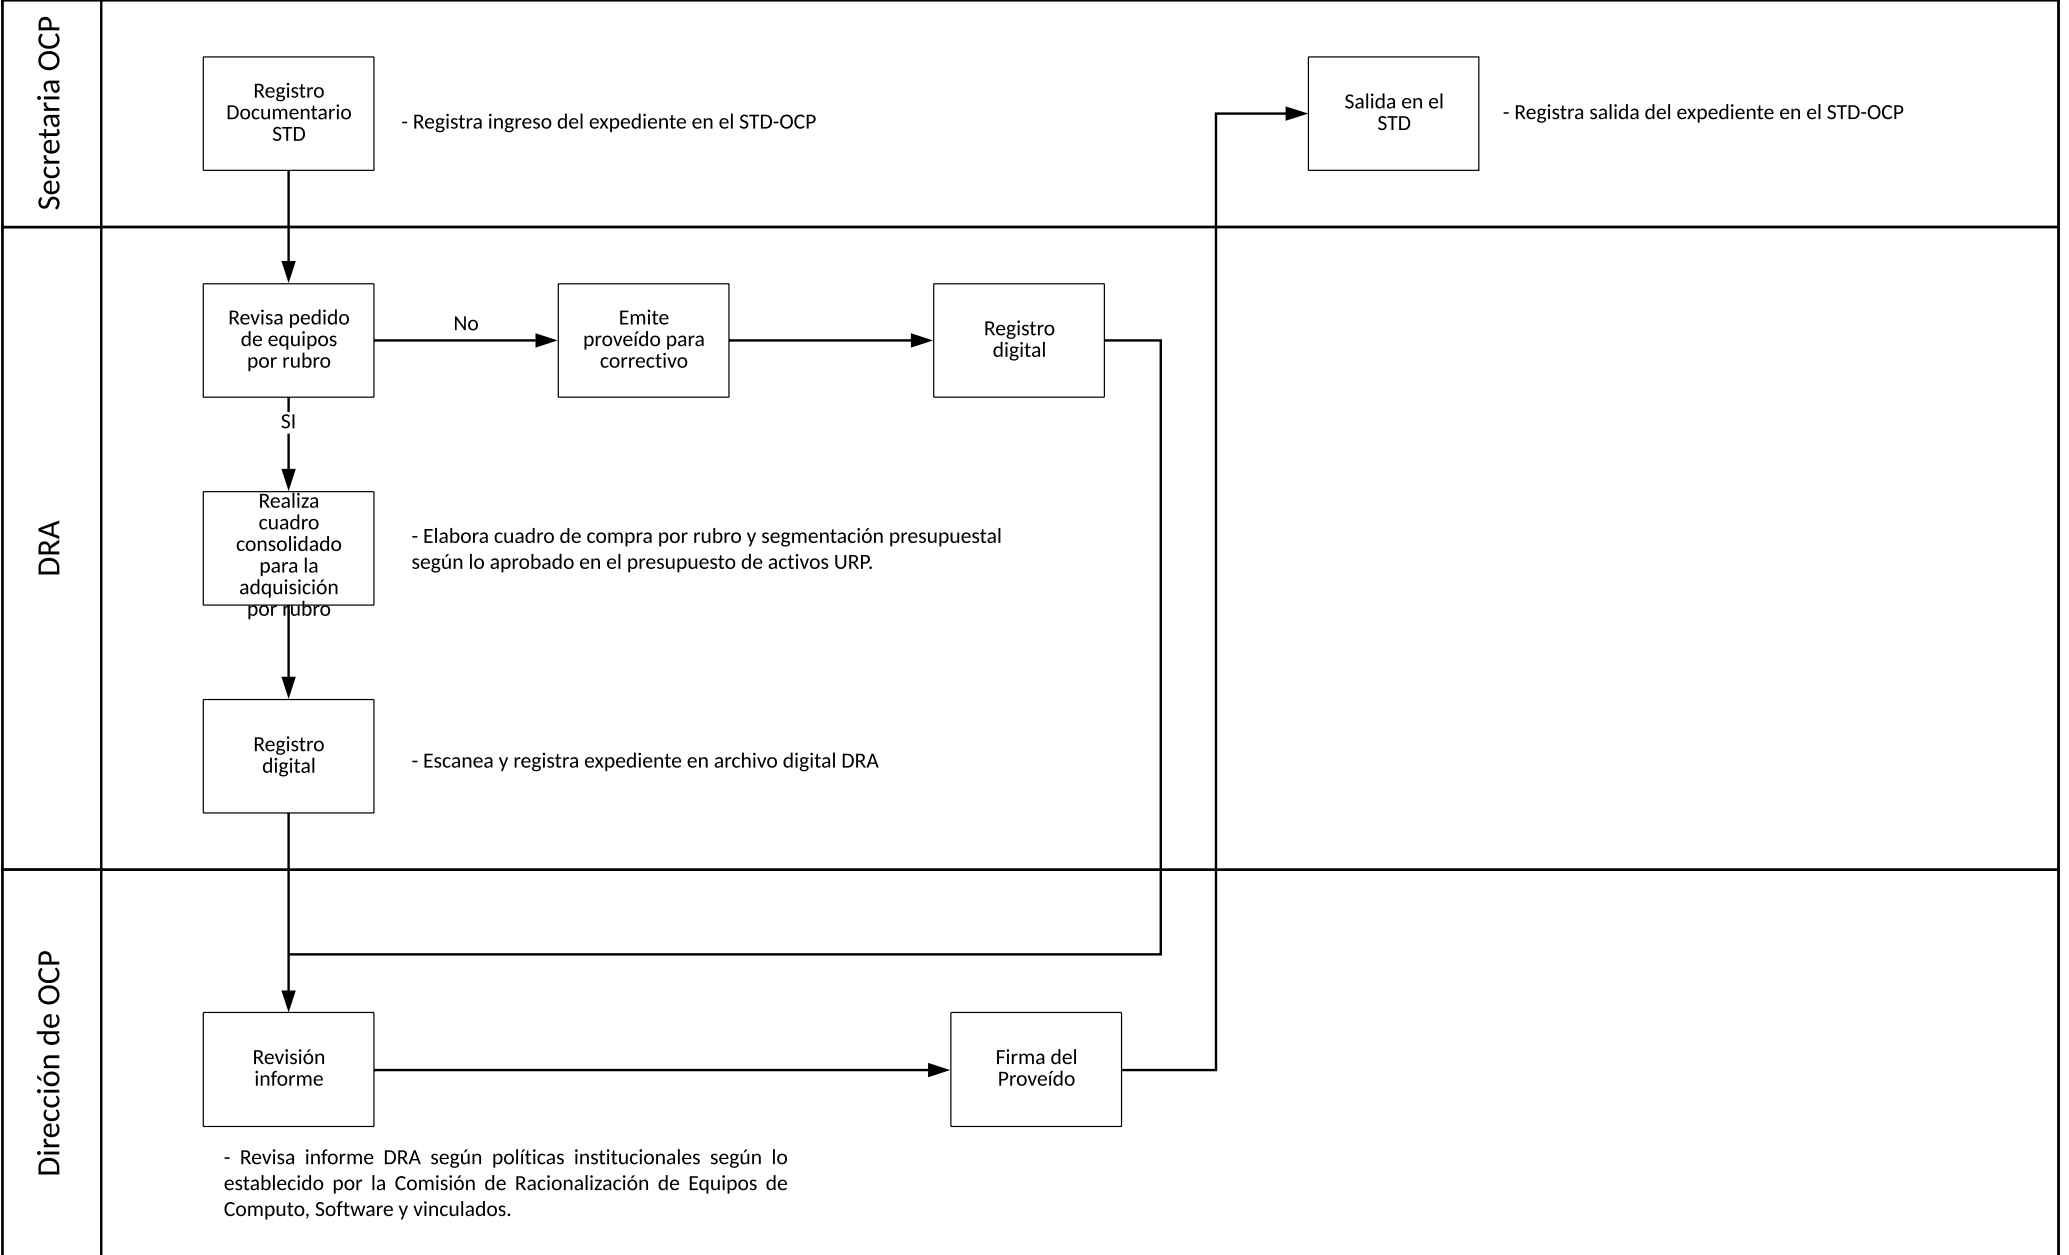 Secretaria OCP
Registro
Documentario
STD
- Registra ingreso del expediente en el STD-OCP
Salida en el
STD
- Registra salida del expediente en el STD-OCP
DRA
Revisa pedido
de equipos
por rubro
No
Emite
proveído para
correctivo
Registro
digital
SI
Realiza
cuadro
consolidado
para la
adquisición
por rubro
- Elabora cuadro de compra por rubro y segmentación presupuestal
según lo aprobado en el presupuesto de activos URP.
Registro
digital
- Escanea y registra expediente en archivo digital DRA
Dirección de OCP
Revisión
informe
Firma del
Proveído
- Revisa informe DRA según políticas institucionales según lo
establecido por la Comisión de Racionalización de Equipos de
Computo, Software y vinculados.